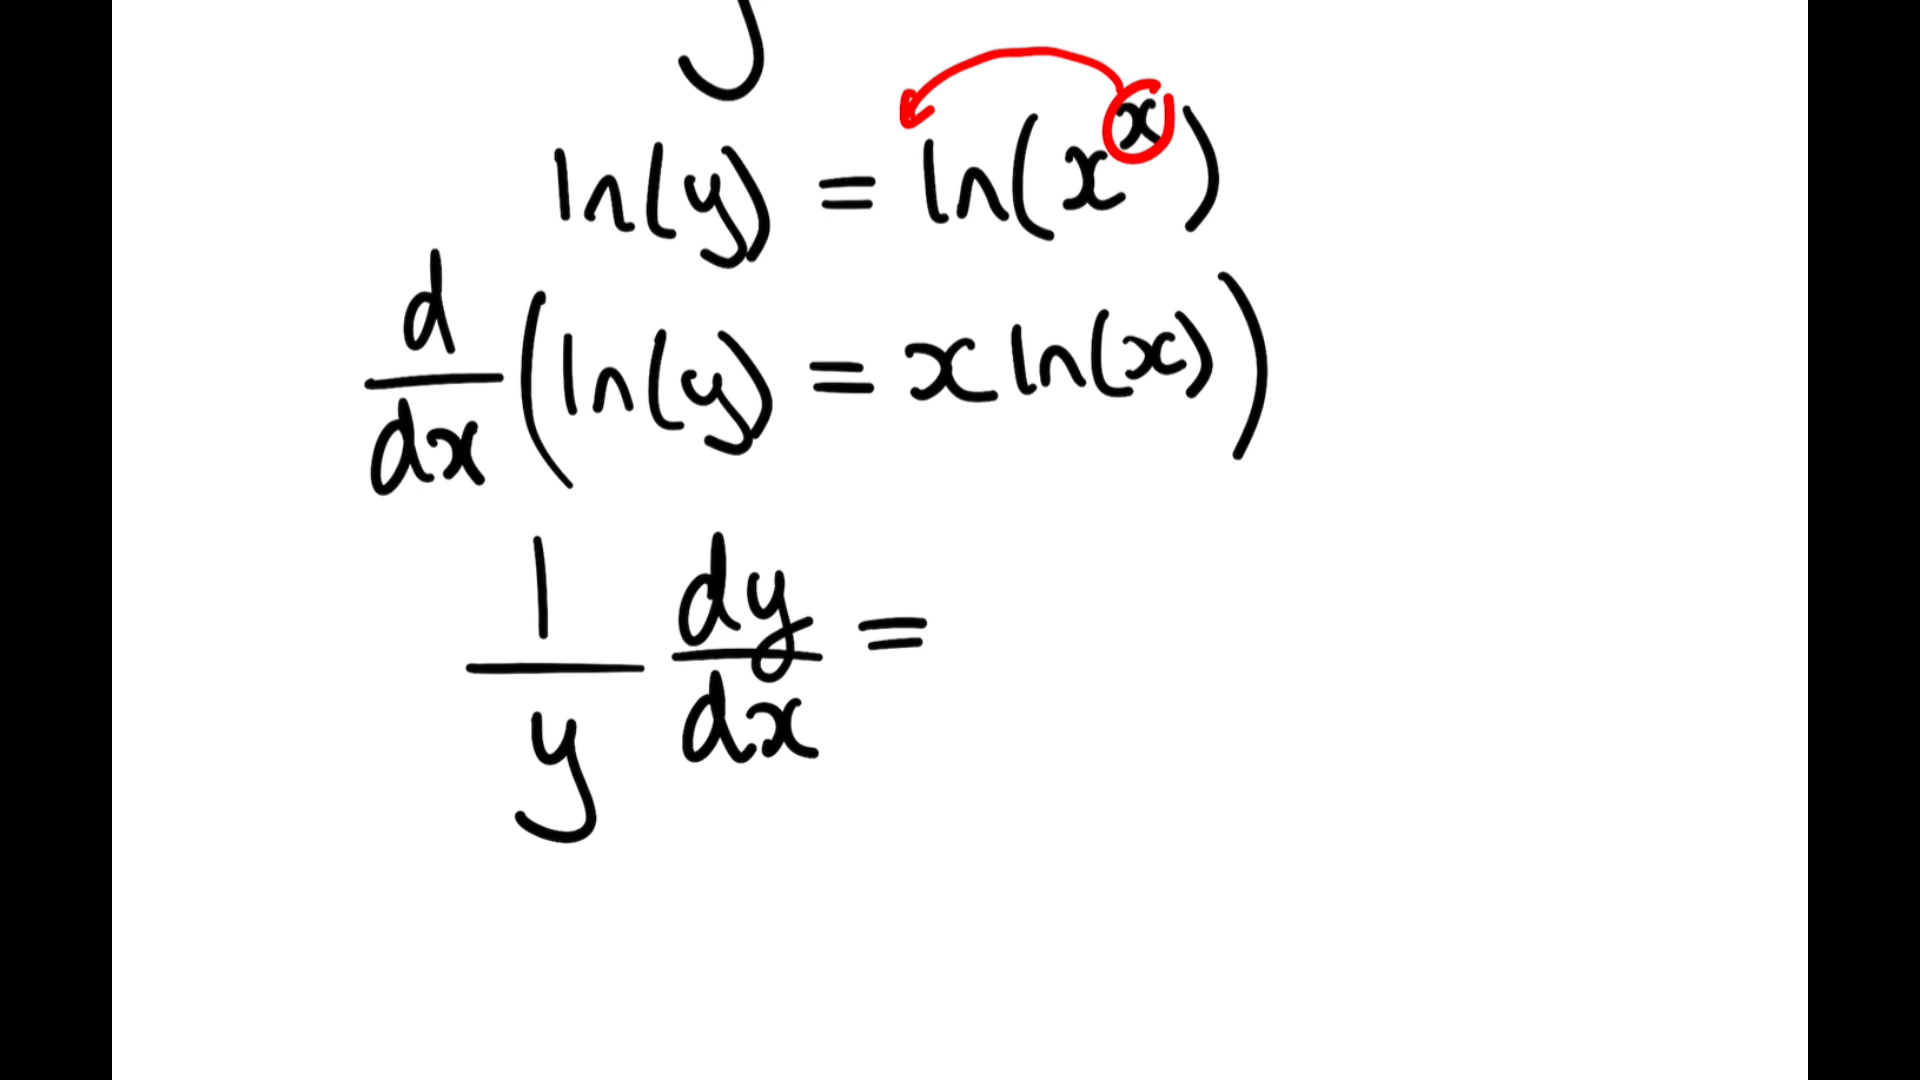 y
ln(y) = ln(x^x)
d/dx (ln(y) = x ln(x))
1/y dy/dx =